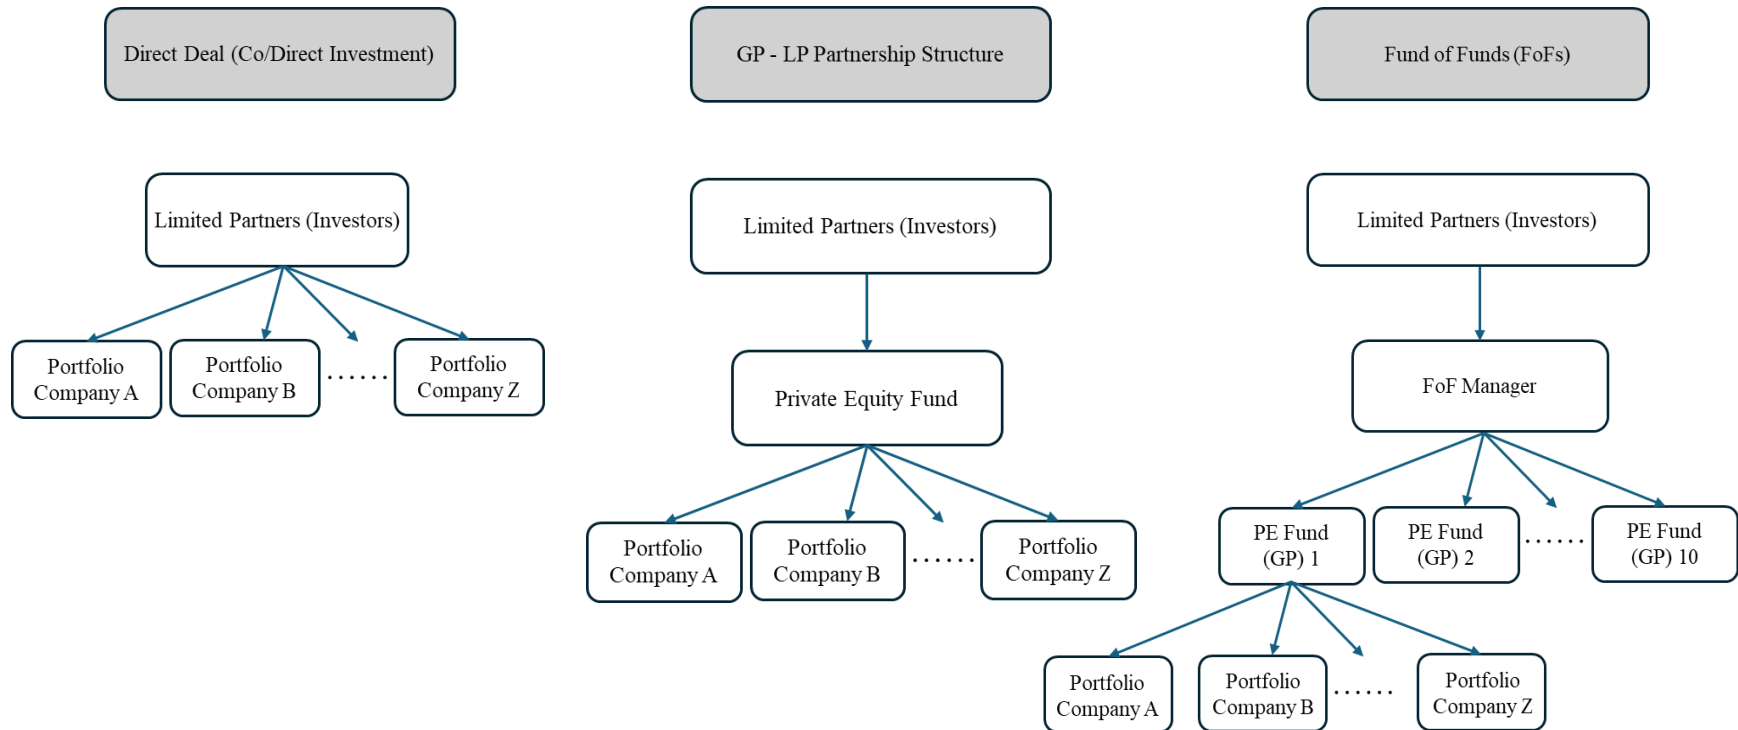 Direct Deal (Co/Direct Investment)
GP - LP Partnership Structure
Fund of Funds (FoFs)
Limited Partners (Investors)
Limited Partners (Investors)
Limited Partners (Investors)
Portfolio
Company A
Portfolio
Company B
......
Portfolio
Company Z
Private Equity Fund
FoF Manager
Portfolio
Company A
Portfolio
Company B
......
Portfolio
Company Z
PE Fund
(GP) 1
PE Fund
(GP) 2
......
PE Fund
(GP) 10
Portfolio
Company A
Portfolio
Company B
......
Portfolio
Company Z